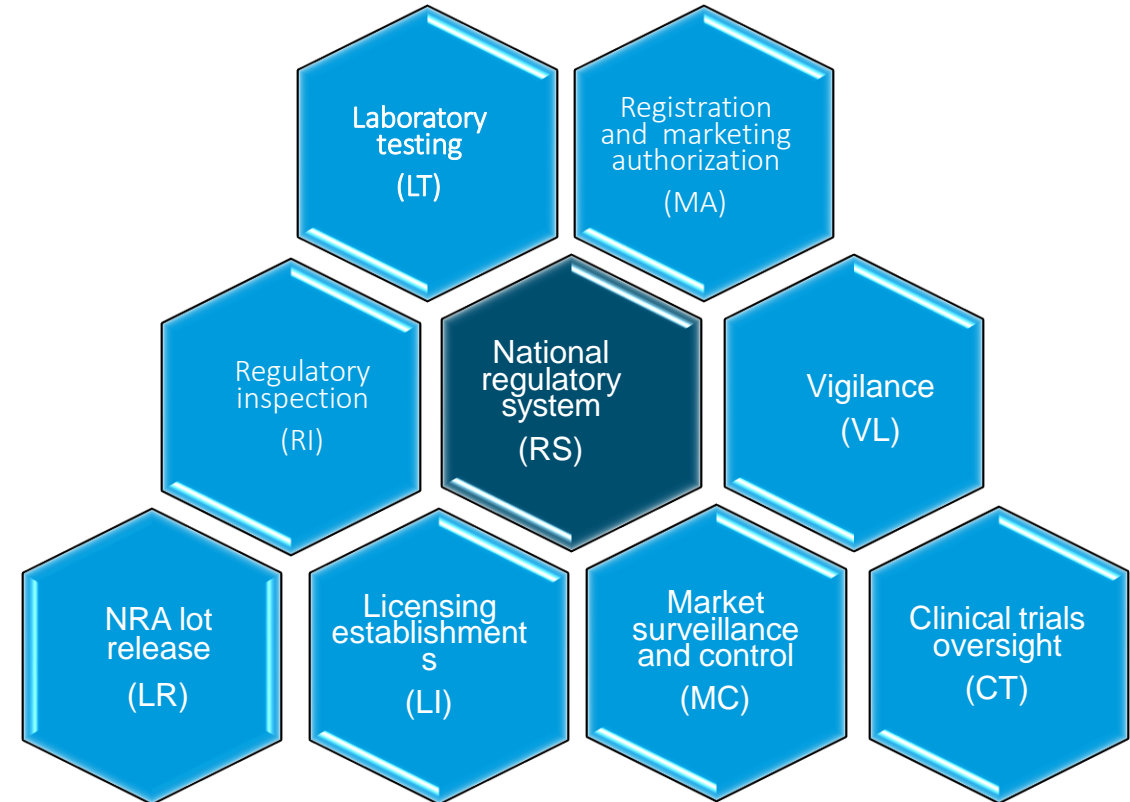 Laboratory
testing
(LT)
Registration
and marketing
authorization
(MA)
Regulatory
inspection
(RI)
National
regulatory
system
(RS)
Vigilance
(VL)
NRA lot
release
(LR)
Licensing
establishment
s
(LI)
Market
surveillance
and control
(MC)
Clinical trials
oversight
(CT)